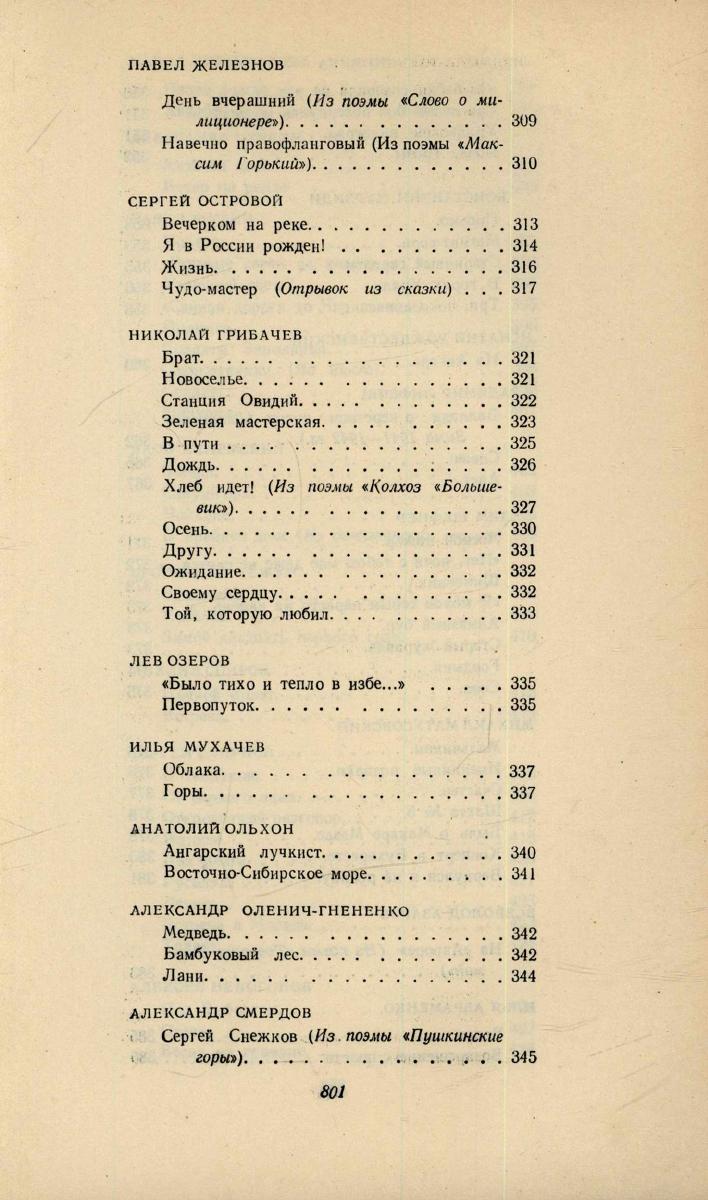 ПАВЕЛ ЖЕЛЕЗНОВ
День вчерашний (Из поэмы «Слово о ми-
лиционере»). . . . . . . . . . . . . . 309
Навечно правофланговый (Из поэмы «Мак-
сим Горький»). . . . . . . . . . . . . 310
СЕРГЕЙ ОСТРОВОЙ
Вечерком на реке. . . . . . . . . . . . . 313
Я в России рожден! . . . . . . . . . . 314
Жизнь. . . . . . . . . . . . . . . . . . 316
Чудо-мастер (Отрывок из сказки) . . . 317
НИКОЛАЙ ГРИБАЧЕВ
Брат. . . . . . . . . . . . . . . . . . 321
Новоселье. . . . . . . . . . . . . . . . 321
Станция Овидий. . . . . . . . . . . . 322
Зеленая мастерская. . . . . . . . . . . 323
В пути . . . . . . . . . . . . . . . . . 325
Дождь. . . . . . . . . . . . . . . . . . 326
Хлеб идет! (Из поэмы «Колхоз «Больше-
вик»). . . . . . . . . . . . . . . . . 327
Осень. . . . . . . . . . . . . . . . . . 330
Другу. . . . . . . . . . . . . . . . . . 331
Ожидание. . . . . . . . . . . . . . . . 332
Своему сердцу. . . . . . . . . . . . . . 332
Той, которую любил. . . . . . . . . . . 333
ЛЕВ ОЗЕРОВ
«Было тихо и тепло в избе...» . . . . . 335
Первопуток. . . . . . . . . . . . . . . 335
ИЛЬЯ МУХАЧЕВ
Облака. . . . . . . . . . . . . . . . . 337
Горы. . . . . . . . . . . . . . . . . . 337
АНАТОЛИЙ ОЛЬХОН
Ангарский лучкист. . . . . . . . . . . 340
Восточно-Сибирское море. . . . . . . . 341
АЛЕКСАНДР ОЛЕНИЧ-ГНЕНЕНКО
Медведь. . . . . . . . . . . . . . . . . 342
Бамбуковый лес. . . . . . . . . . . . . 342
Лани. . . . . . . . . . . . . . . . . . 344
АЛЕКСАНДР СМЕРДОВ
Сергей Снежков (Из поэмы «Пушкинские
горы»). . . . . . . . . . . . . . . . 345
801